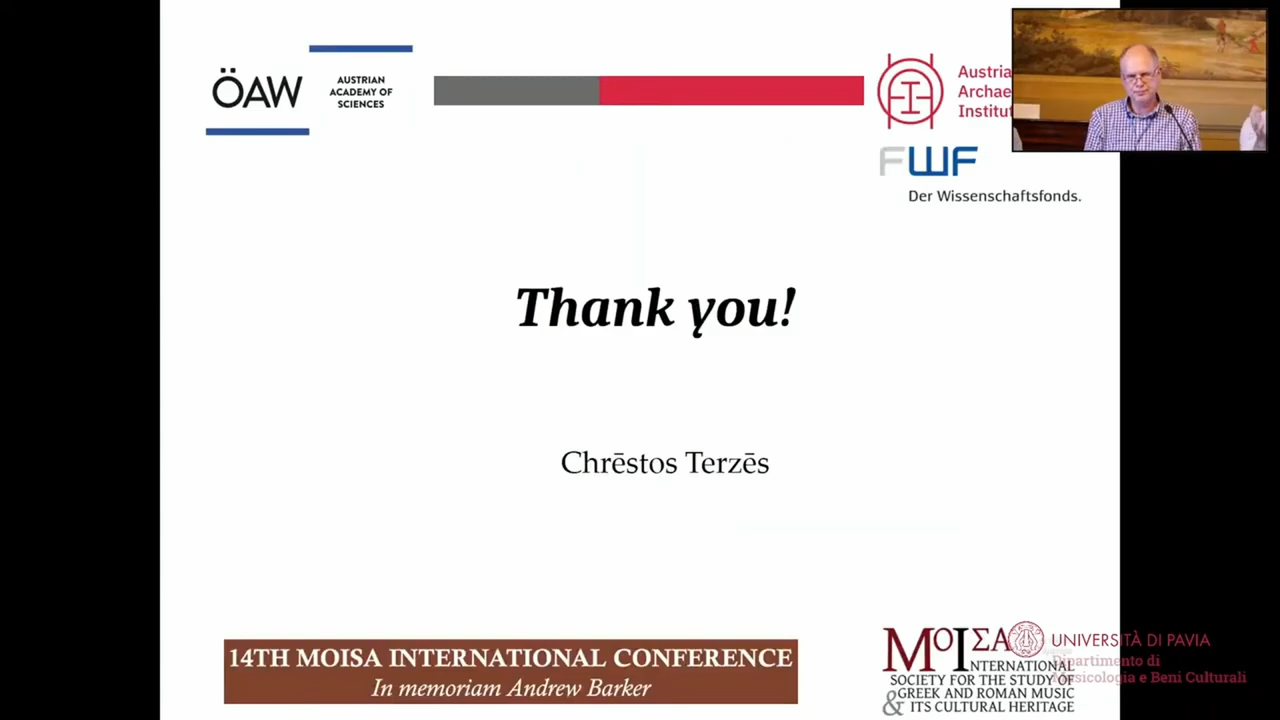 ÖAW
AUSTRIAN
ACADEMY OF
SCIENCES
Austria
Archae
Institu
FWF
Der Wissenschaftsfonds.
Thank you!
Chrēstos Terzēs
14TH MOISA INTERNATIONAL CONFERENCE
In memoriam Andrew Barker
MOIΣA
INTERNATIONAL
SOCIETY FOR THE STUDY OF
GREEK AND ROMAN MUSIC
& ITS CULTURAL HERITAGE
UNIVERSITÀ DI PAVIA
Dipartimento di
Musicologia e Beni Culturali